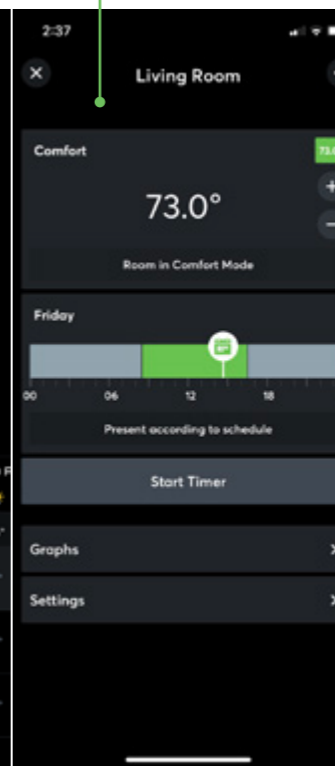 2:37
Living Room
Comfort
73.0°
Room in Comfort Mode
Friday
00 06 12 18
Present according to schedule
Start Timer
Graphs
Settings